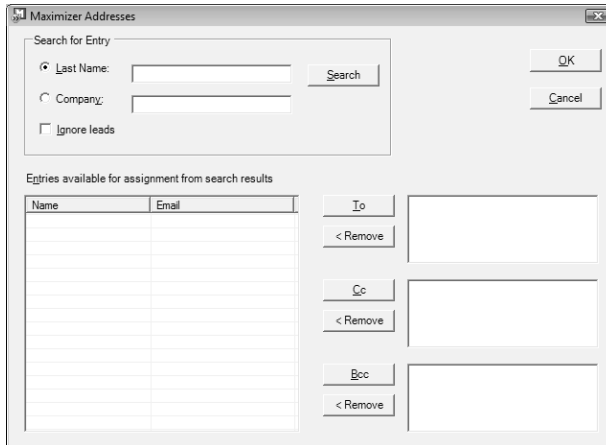 Maximizer Addresses
Search for Entry
Last Name:
Search
OK
Company:
Cancel
Ignore leads
Entries available for assignment from search results
Name Email
To
< Remove
Cc
< Remove
Bcc
< Remove